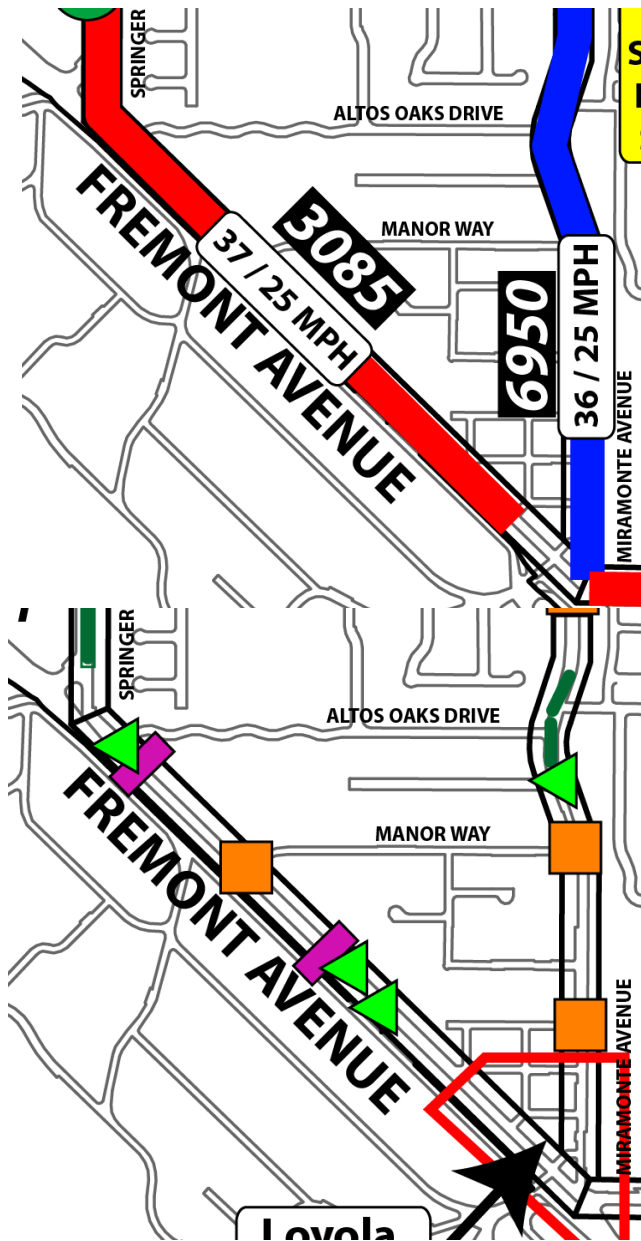 SPRINGER
ALTOS OAKS DRIVE
MANOR WAY
3085
37 / 25 MPH
FREMONT AVENUE
6950
36 / 25 MPH
MIRAMONTE AVENUE
SPRINGER
ALTOS OAKS DRIVE
MANOR WAY
FREMONT AVENUE
MIRAMONTE AVENUE
Loyola